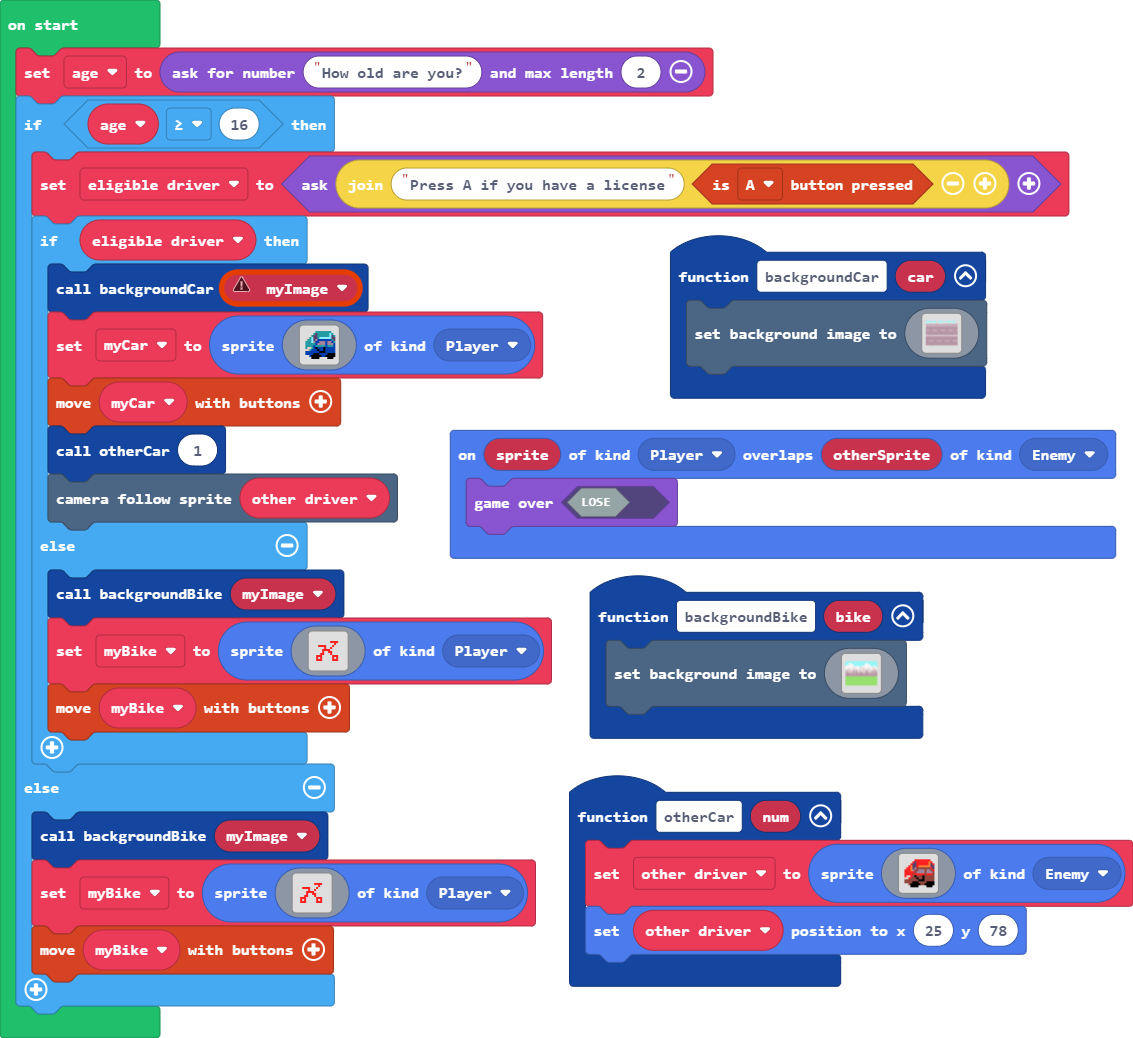 on start
set age to ask for number "How old are you?" and max length 2
if age ≥ 16 then
set eligible driver to ask join "Press A if you have a license" is A button pressed
if eligible driver then
call backgroundCar myImage
set myCar to sprite of kind Player
move myCar with buttons
call otherCar 1
camera follow sprite other driver
else
call backgroundBike myImage
set myBike to sprite of kind Player
move myBike with buttons
else
call backgroundBike myImage
set myBike to sprite of kind Player
move myBike with buttons
function backgroundCar car
set background image to
on sprite of kind Player overlaps otherSprite of kind Enemy
game over LOSE
function backgroundBike bike
set background image to
function otherCar num
set other driver to sprite of kind Enemy
set other driver position to x 25 y 78